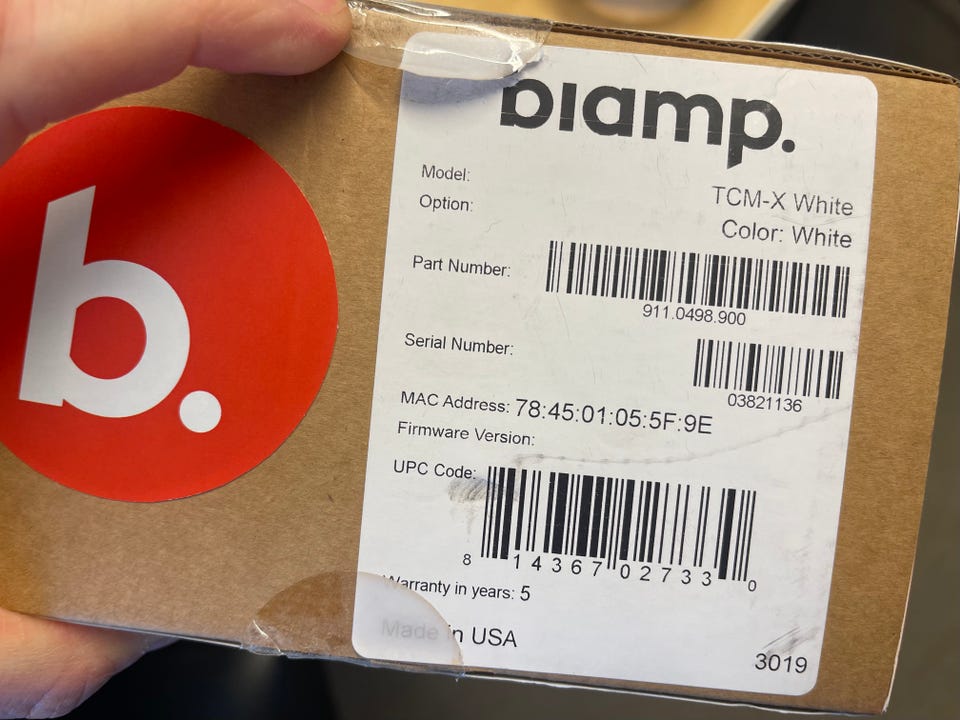 b.
biamp.
Model: TCM-X White
Option: Color: White
Part Number:
911.0498.900
Serial Number:
03821136
MAC Address: 78:45:01:05:5F:9E
Firmware Version:
UPC Code:
8 14367 02733 0
Warranty in years: 5
Made in USA
3019